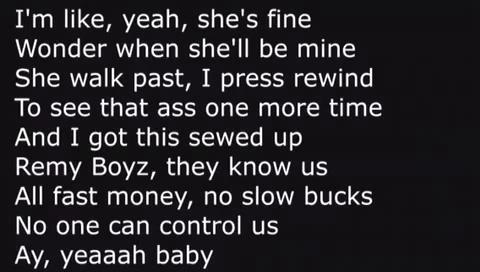 I'm like, yeah, she's fine
Wonder when she'll be mine
She walk past, I press rewind
To see that ass one more time
And I got this sewed up
Remy Boyz, they know us
All fast money, no slow bucks
No one can control us
Ay, yeaaah baby